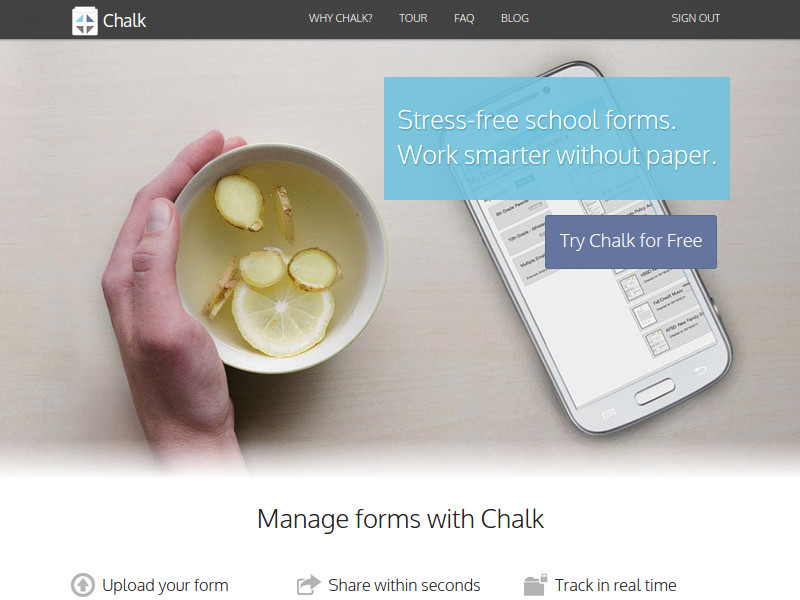 Chalk
WHY CHALK?
TOUR
FAQ
BLOG
SIGN OUT
Stress-free school forms.
Work smarter without paper.
Try Chalk for Free
Manage forms with Chalk
Upload your form
Share within seconds
Track in real time